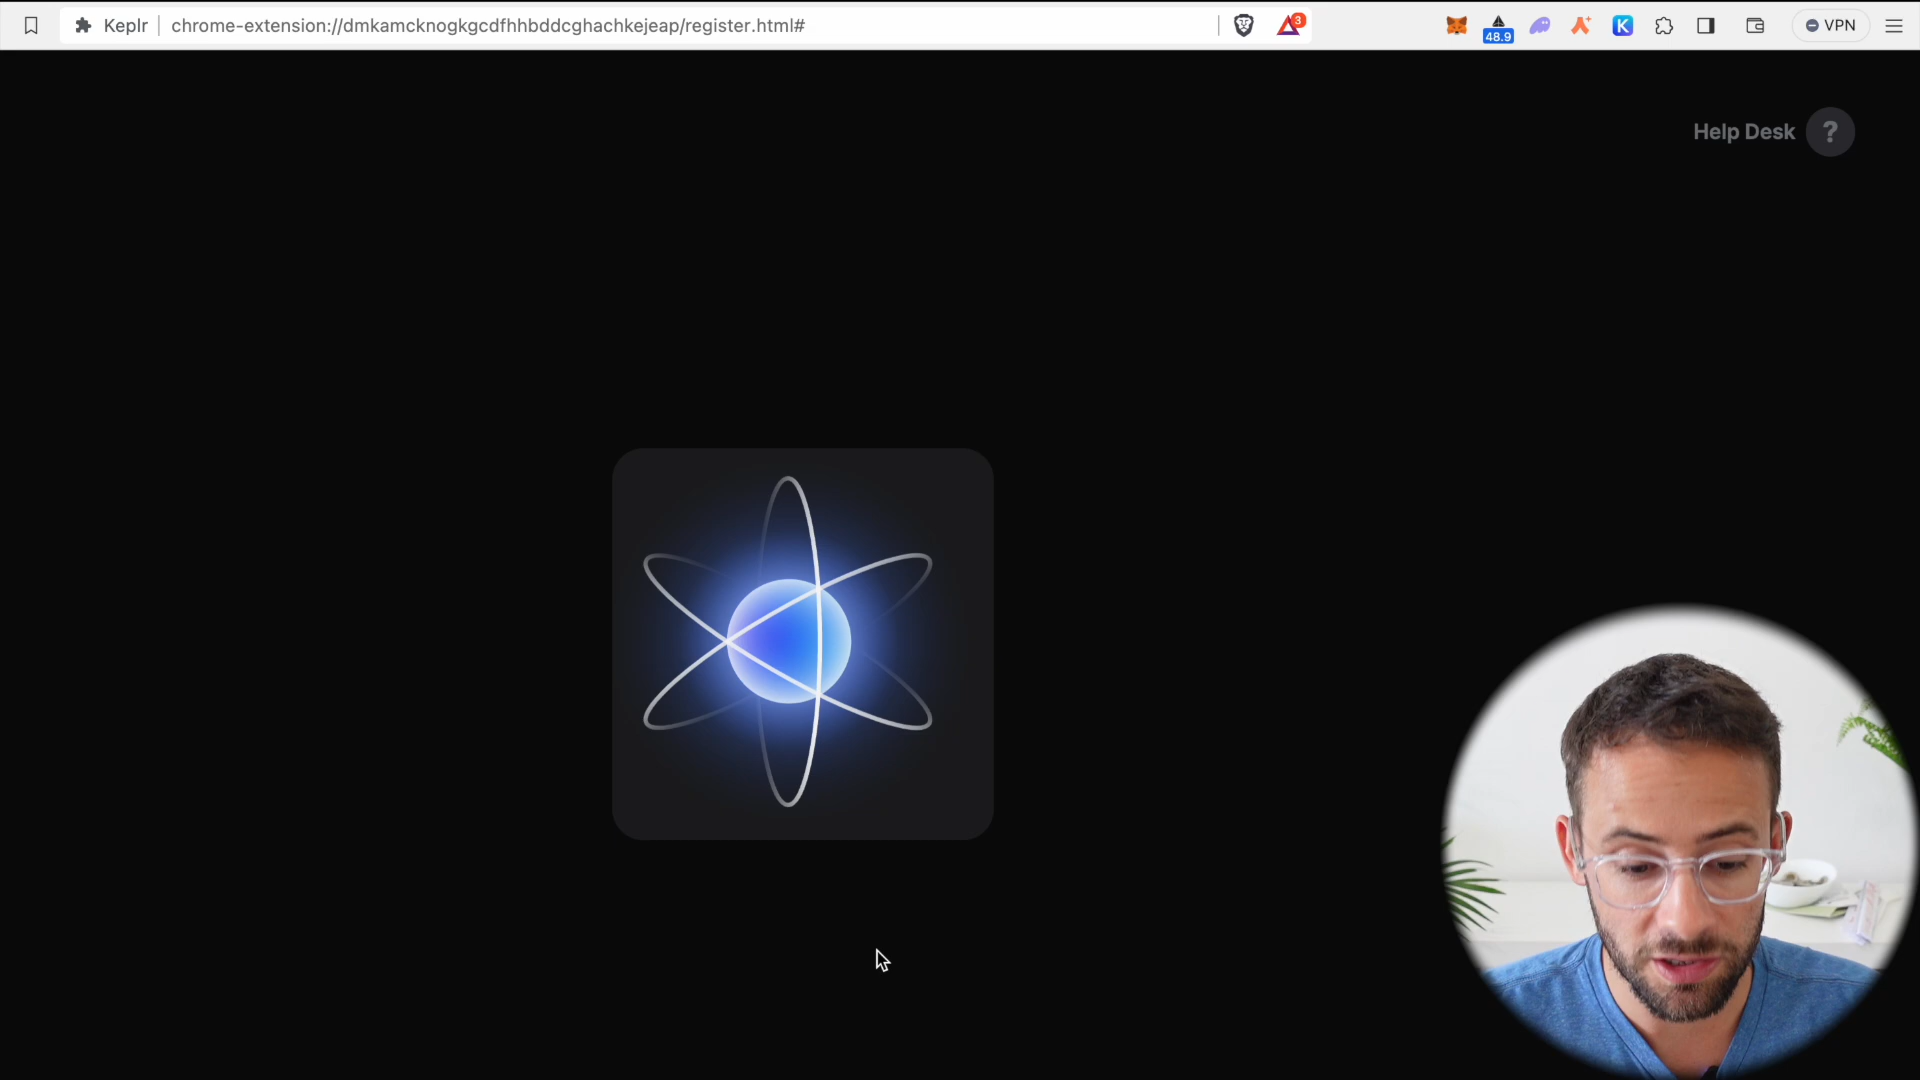 Keplr
chrome-extension://dmkamcknogkgcdfhhbddcghachkejeap/register.html#
3
48.9
K
VPN
Help Desk
?